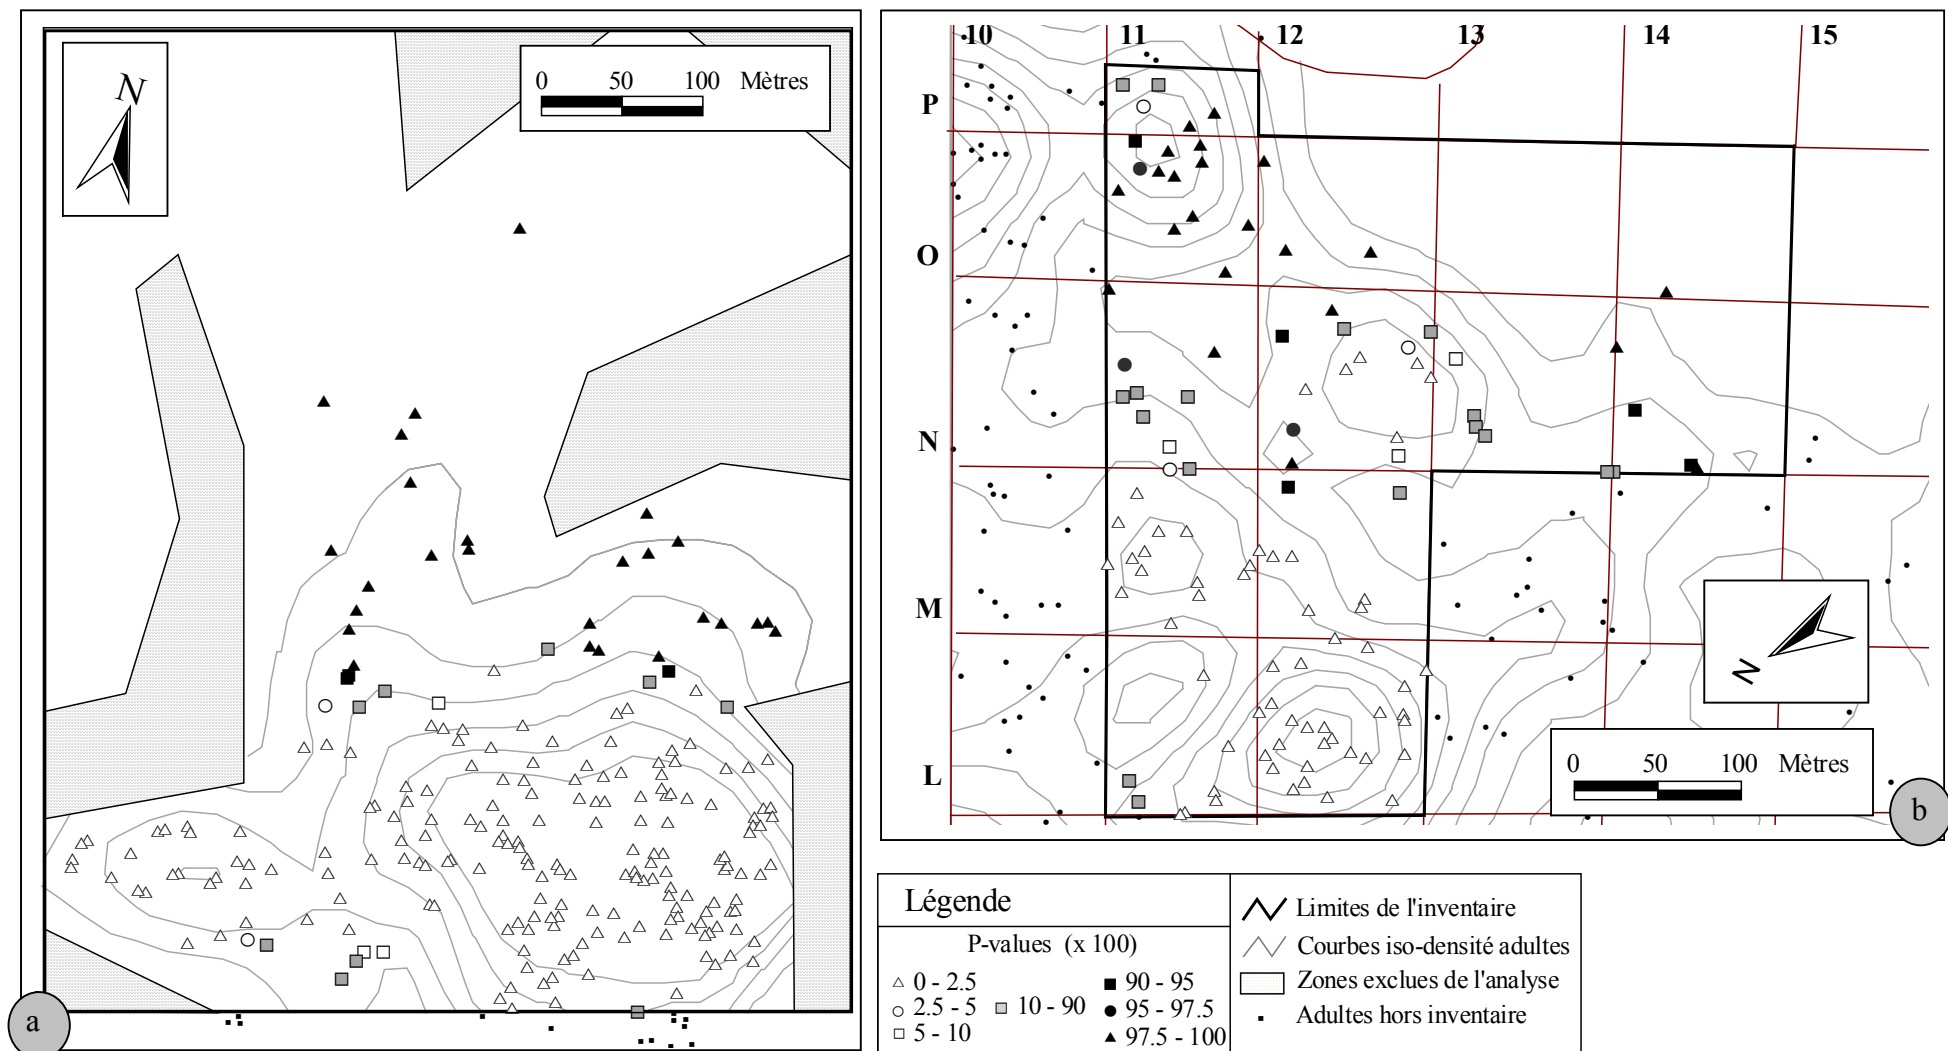 N
0 50 100 Mètres
a
10 11 12 13 14 15
P
O
N
M
L
N
0 50 100 Mètres
b
Légende
P-values (x 100)
0 - 2.5
2.5 - 5
5 - 10
10 - 90
90 - 95
95 - 97.5
97.5 - 100
Limites de l'inventaire
Courbes iso-densité adultes
Zones exclues de l'analyse
Adultes hors inventaire